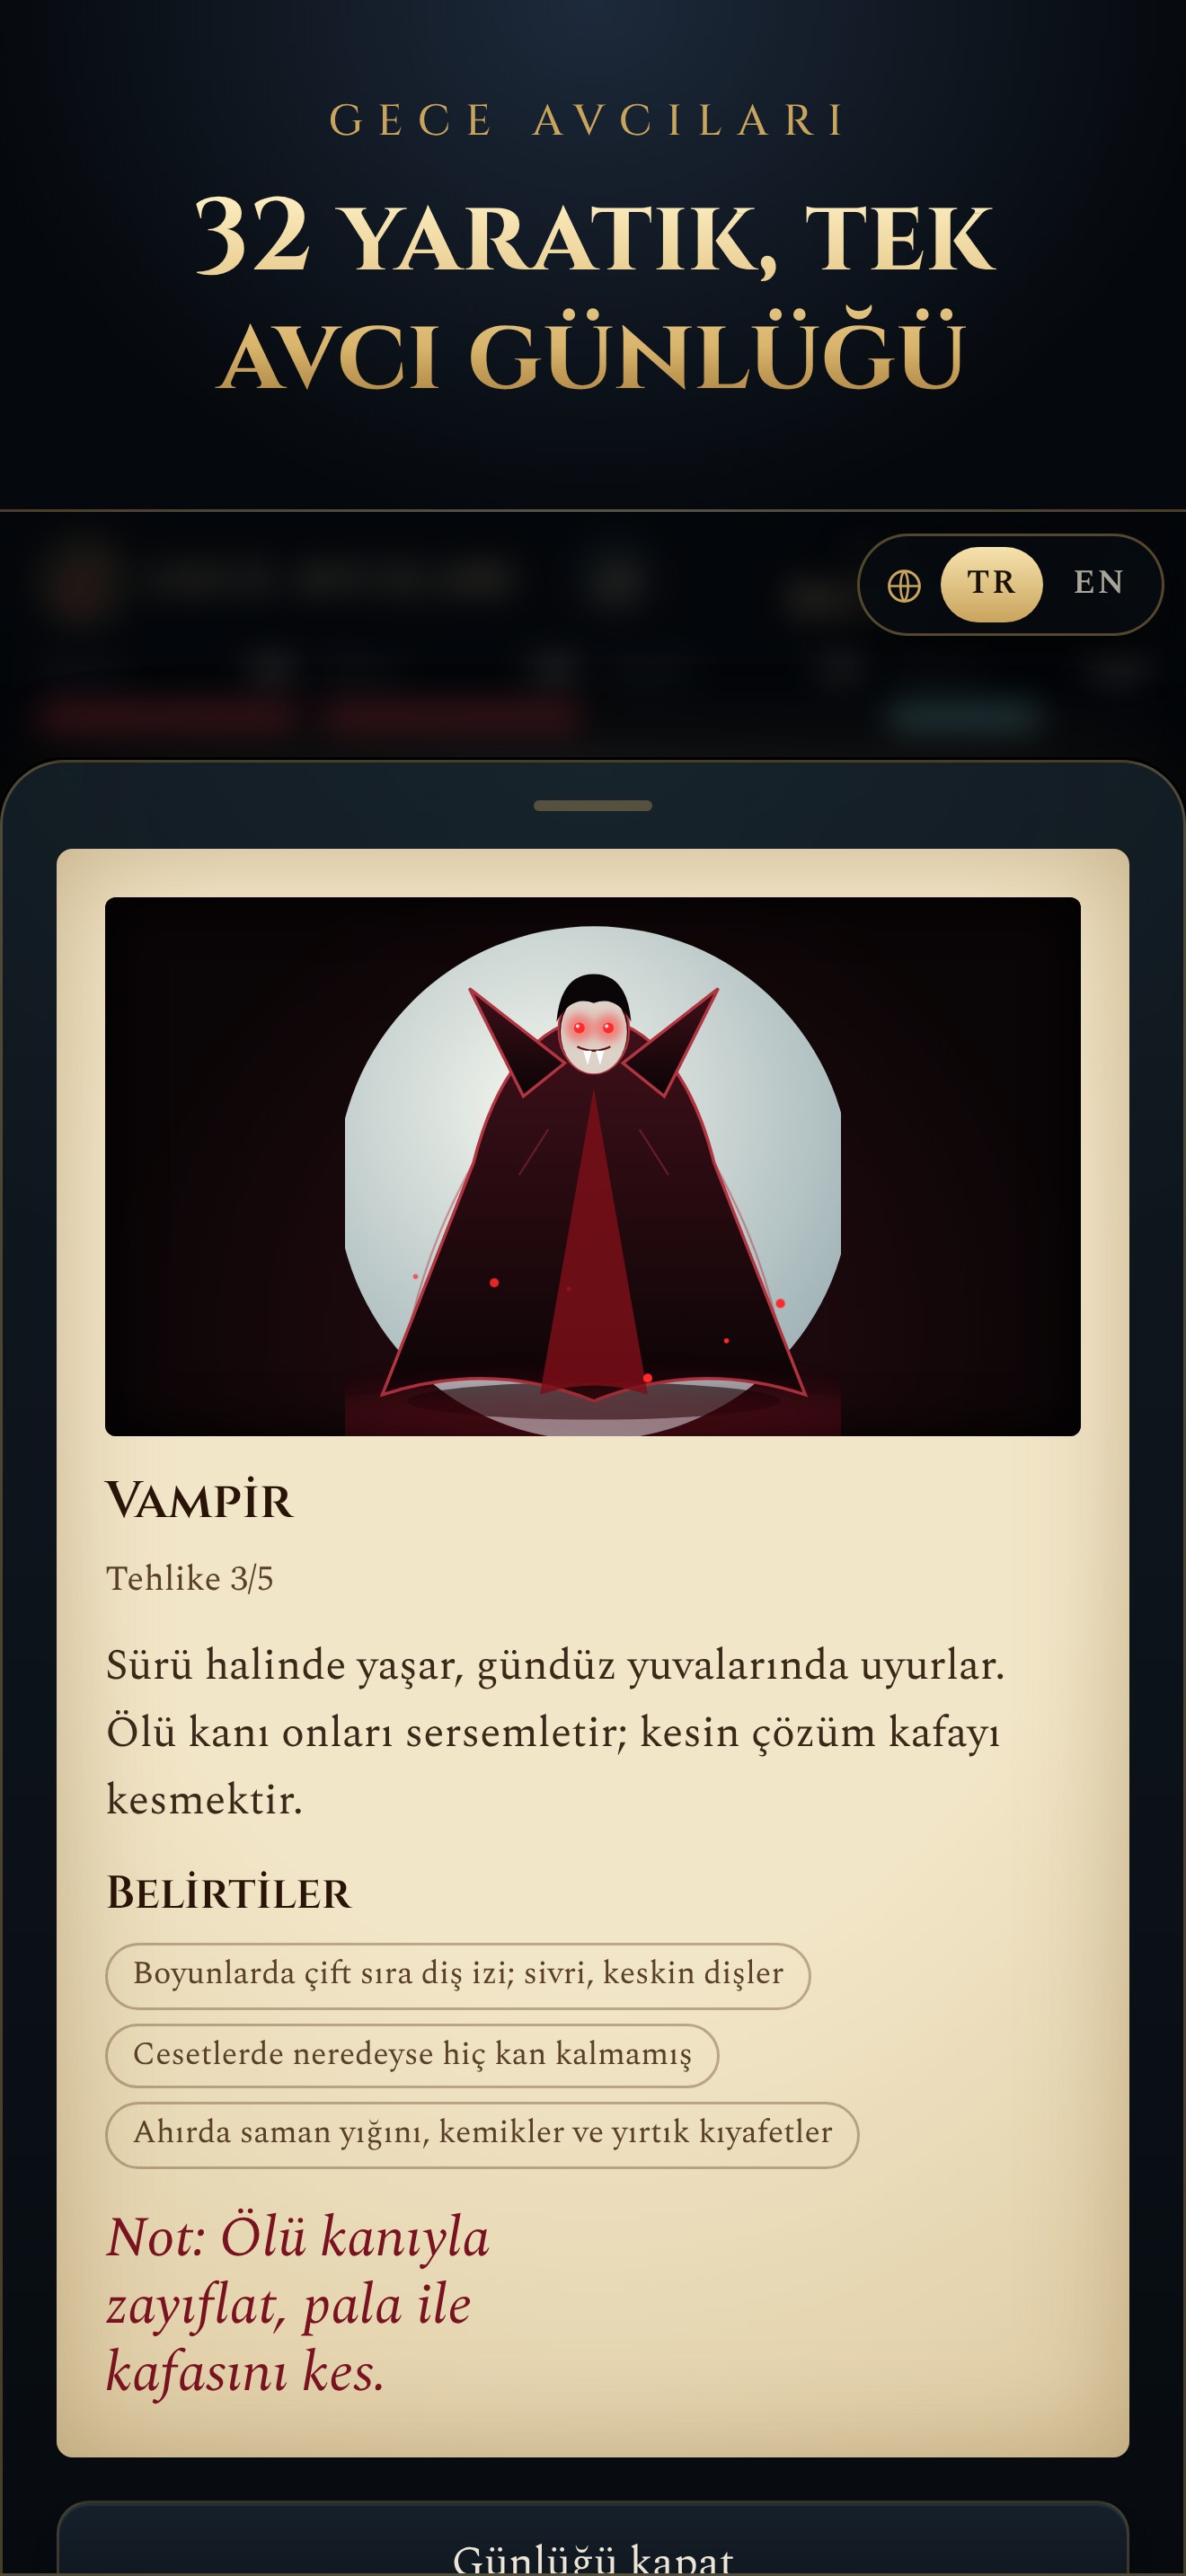 GECE AVCILARI
32 YARATIK, TEK
AVCI GÜNLÜĞÜ
TR EN
VAMPİR
Tehlike 3/5
Sürü halinde yaşar, gündüz yuvalarında uyurlar.
Ölü kanı onları sersemletir; kesin çözüm kafayı
kesmektir.
BELİRTİLER
Boyunlarda çift sıra diş izi; sivri, keskin dişler
Cesetlerde neredeyse hiç kan kalmamış
Ahırda saman yığını, kemikler ve yırtık kıyafetler
Not: Ölü kanıyla
zayıflat, pala ile
kafasını kes.
Günlüğü kapat